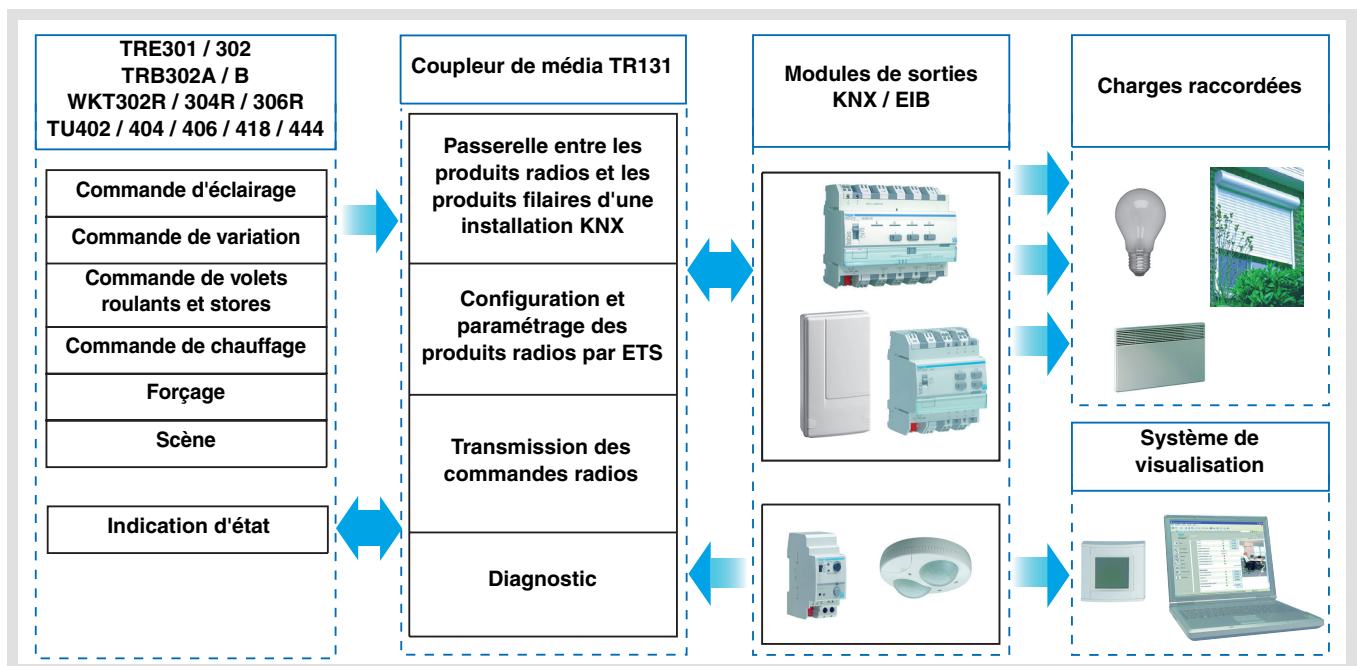 TRE301 / 302
TRB302A / B
WKT302R / 304R / 306R
TU402 / 404 / 406 / 418 / 444
Commande d'éclairage
Commande de variation
Commande de volets
roulants et stores
Commande de chauffage
Forçage
Scène
Indication d'état
Coupleur de média TR131
Passerelle entre les
produits radios et les
produits filaires d'une
installation KNX
Configuration et
paramétrage des
produits radios par ETS
Transmission des
commandes radios
Diagnostic
Modules de sorties
KNX / EIB
Charges raccordées
Système de
visualisation